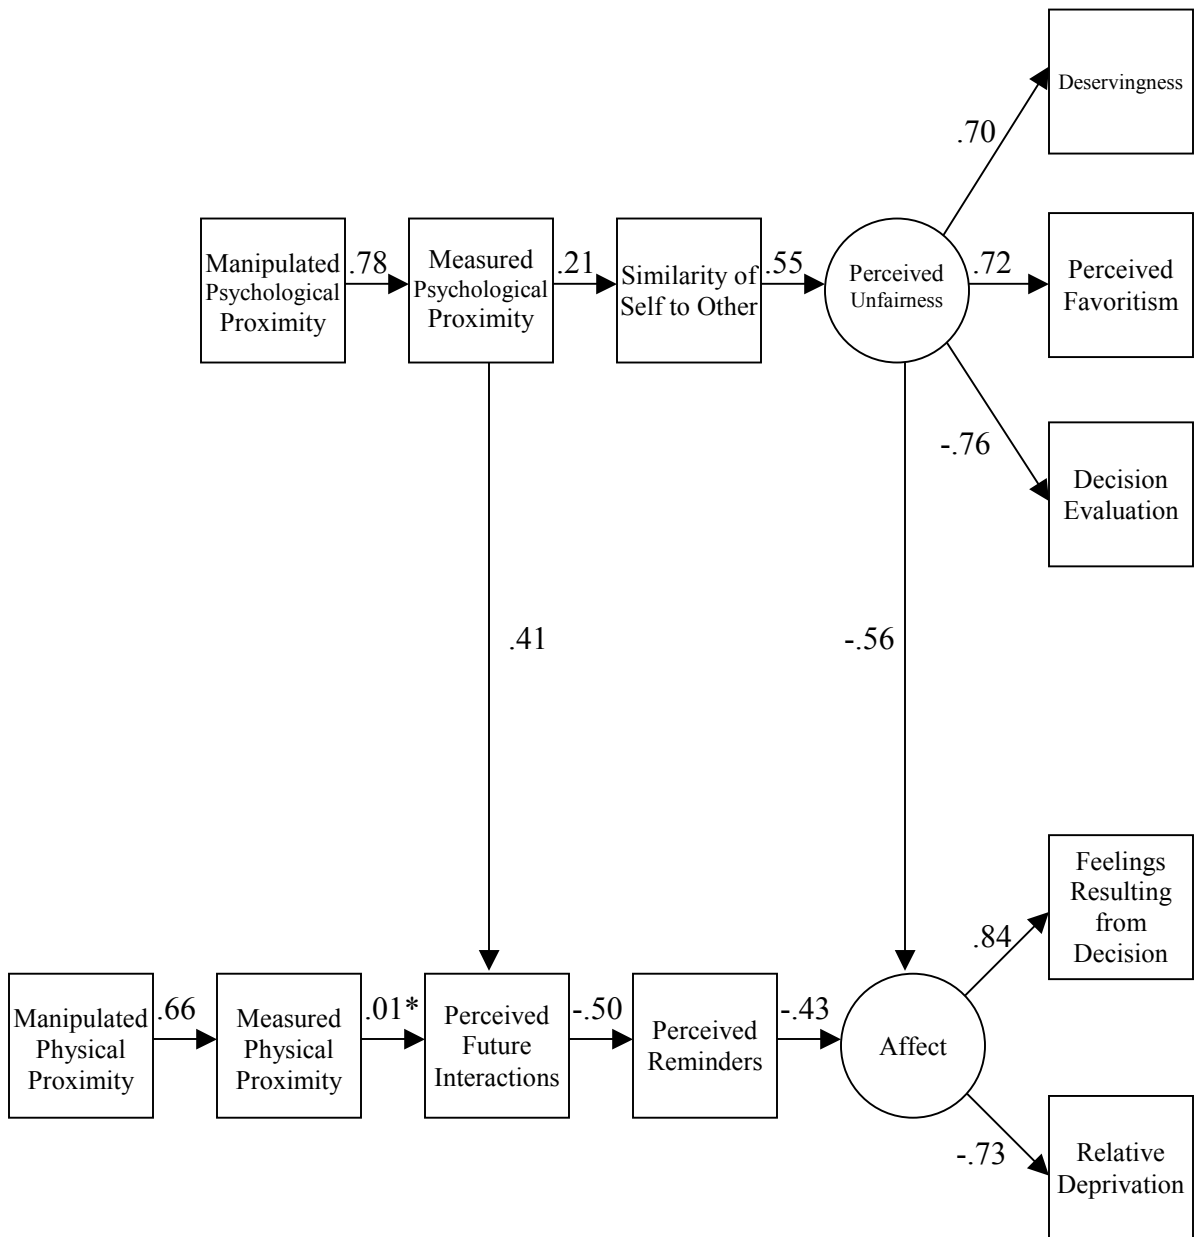 Deservingness
.70
Manipulated
Psychological
Proximity
.78
Measured
Psychological
Proximity
.21
Similarity of
Self to Other
.55
Perceived
Unfairness
.72
Perceived
Favoritism
-.76
Decision
Evaluation
.41
-.56
Feelings
Resulting
from
Decision
.84
Manipulated
Physical
Proximity
.66
Measured
Physical
Proximity
.01*
Perceived
Future
Interactions
-.50
Perceived
Reminders
-.43
Affect
-.73
Relative
Deprivation